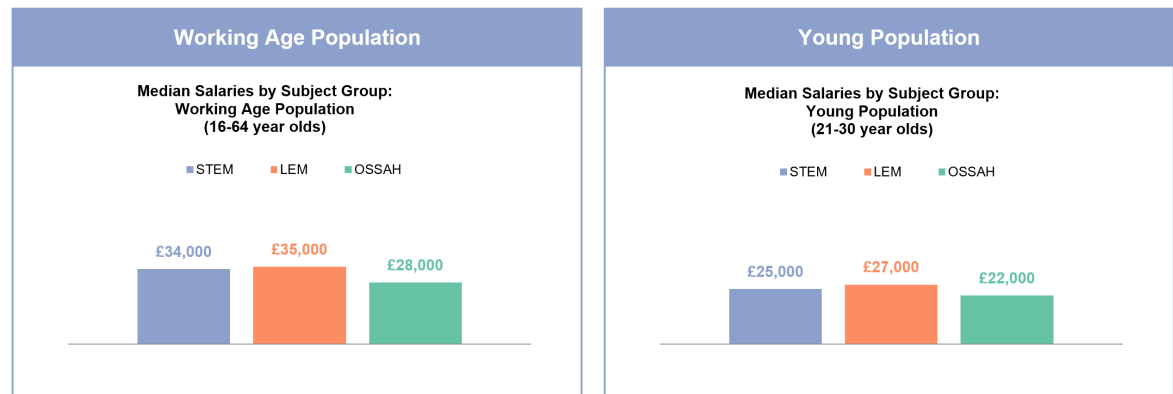 Working Age Population
Median Salaries by Subject Group:
Working Age Population
(16-64 year olds)
STEM LEM OSSAH
£34,000 £35,000 £28,000
Young Population
Median Salaries by Subject Group:
Young Population
(21-30 year olds)
STEM LEM OSSAH
£25,000 £27,000 £22,000